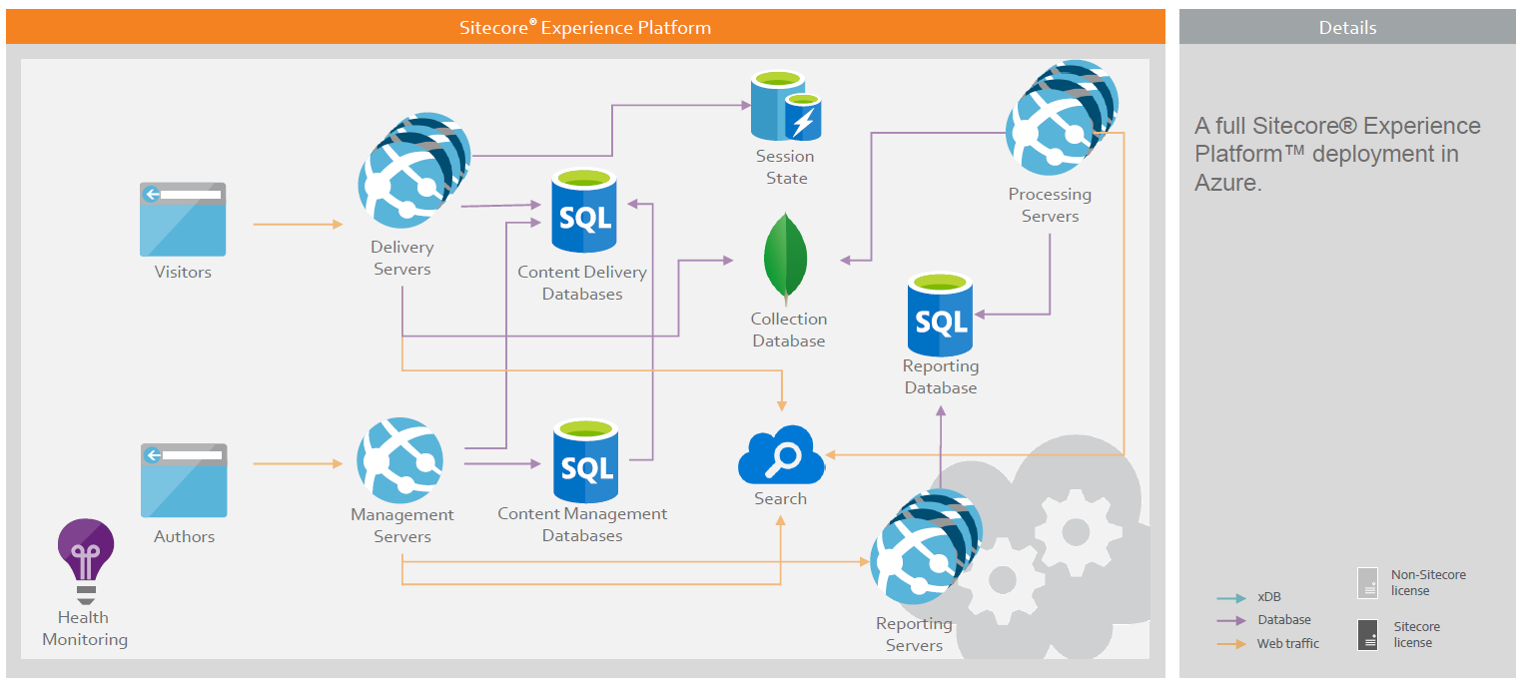 Sitecore® Experience Platform
Details
A full Sitecore® Experience
Platform™ deployment in
Azure.
Session
State
Processing
Servers
SQL
Delivery
Servers
Visitors
Content Delivery
Databases
Collection
Database
SQL
Reporting
Database
SQL
Search
Management
Servers
Content Management
Databases
Authors
Health
Monitoring
Reporting
Servers
xDB
Database
Web traffic
Non-Sitecore
license
Sitecore
license